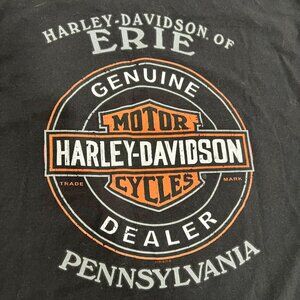 HARLEY-DAVIDSON. OF
ERIE
GENUINE
MOTOR
HARLEY-DAVIDSON
TRADE MARK
CYCLES
DEALER
PENNSYLVANIA